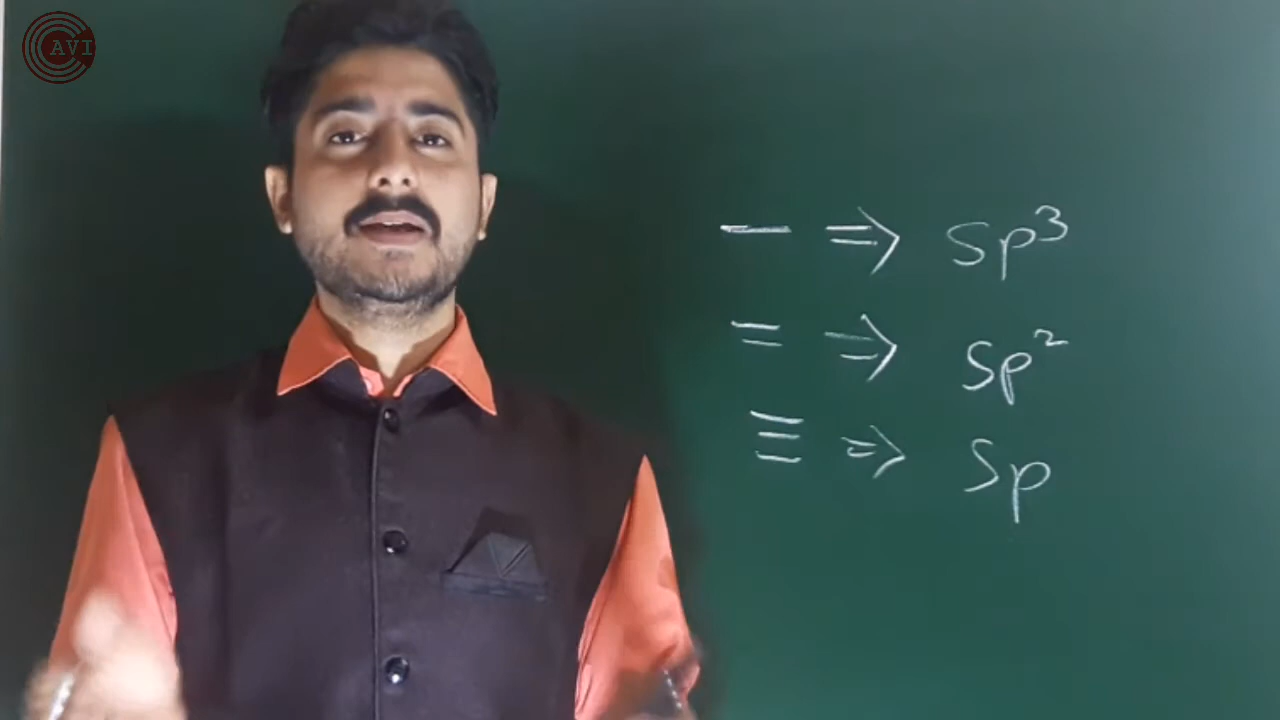 AVI
— ⇒ Sp³
= ⇒ Sp²
≡ ⇒ Sp